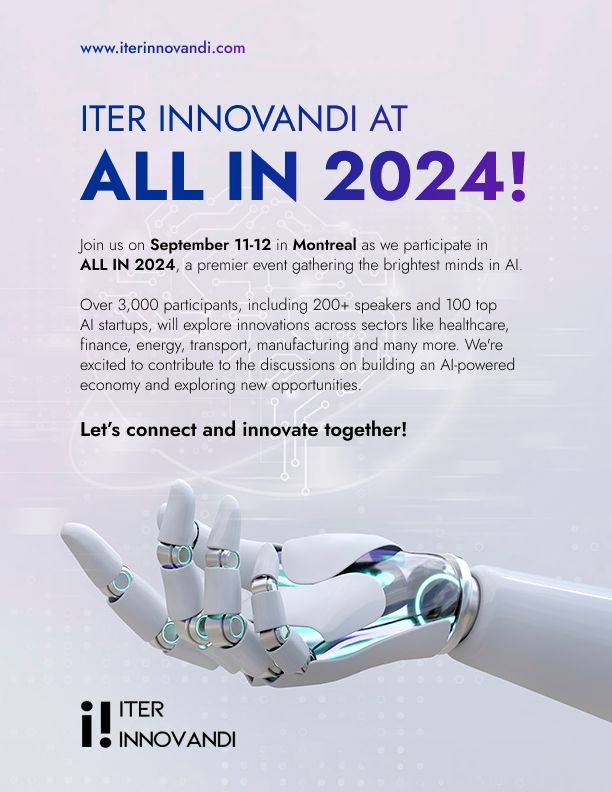 www.iterinnovandi.com
ITER INNOVANDI AT
ALL IN 2024!
Join us on September 11-12 in Montreal as we participate in
ALL IN 2024, a premier event gathering the brightest minds in AI.
Over 3,000 participants, including 200+ speakers and 100 top
AI startups, will explore innovations across sectors like healthcare,
finance, energy, transport, manufacturing and many more. We're
excited to contribute to the discussions on building an AI-powered
economy and exploring new opportunities.
Let’s connect and innovate together!
i! ITER
INNOVANDI